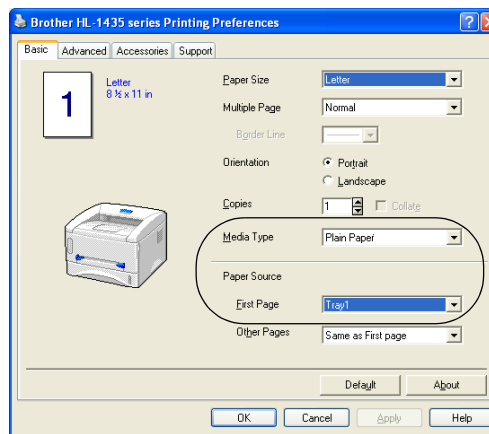 Brother HL-1435 series Printing Preferences
Basic Advanced Accessories Support
Letter
8 ½ x 11 in
1
Paper Size Letter
Multiple Page Normal
Border Line
Orientation Portrait
Landscape
Copies 1 Collate
Media Type Plain Paper
Paper Source
First Page Tray1
Other Pages Same as First page
Default About
OK Cancel Apply Help